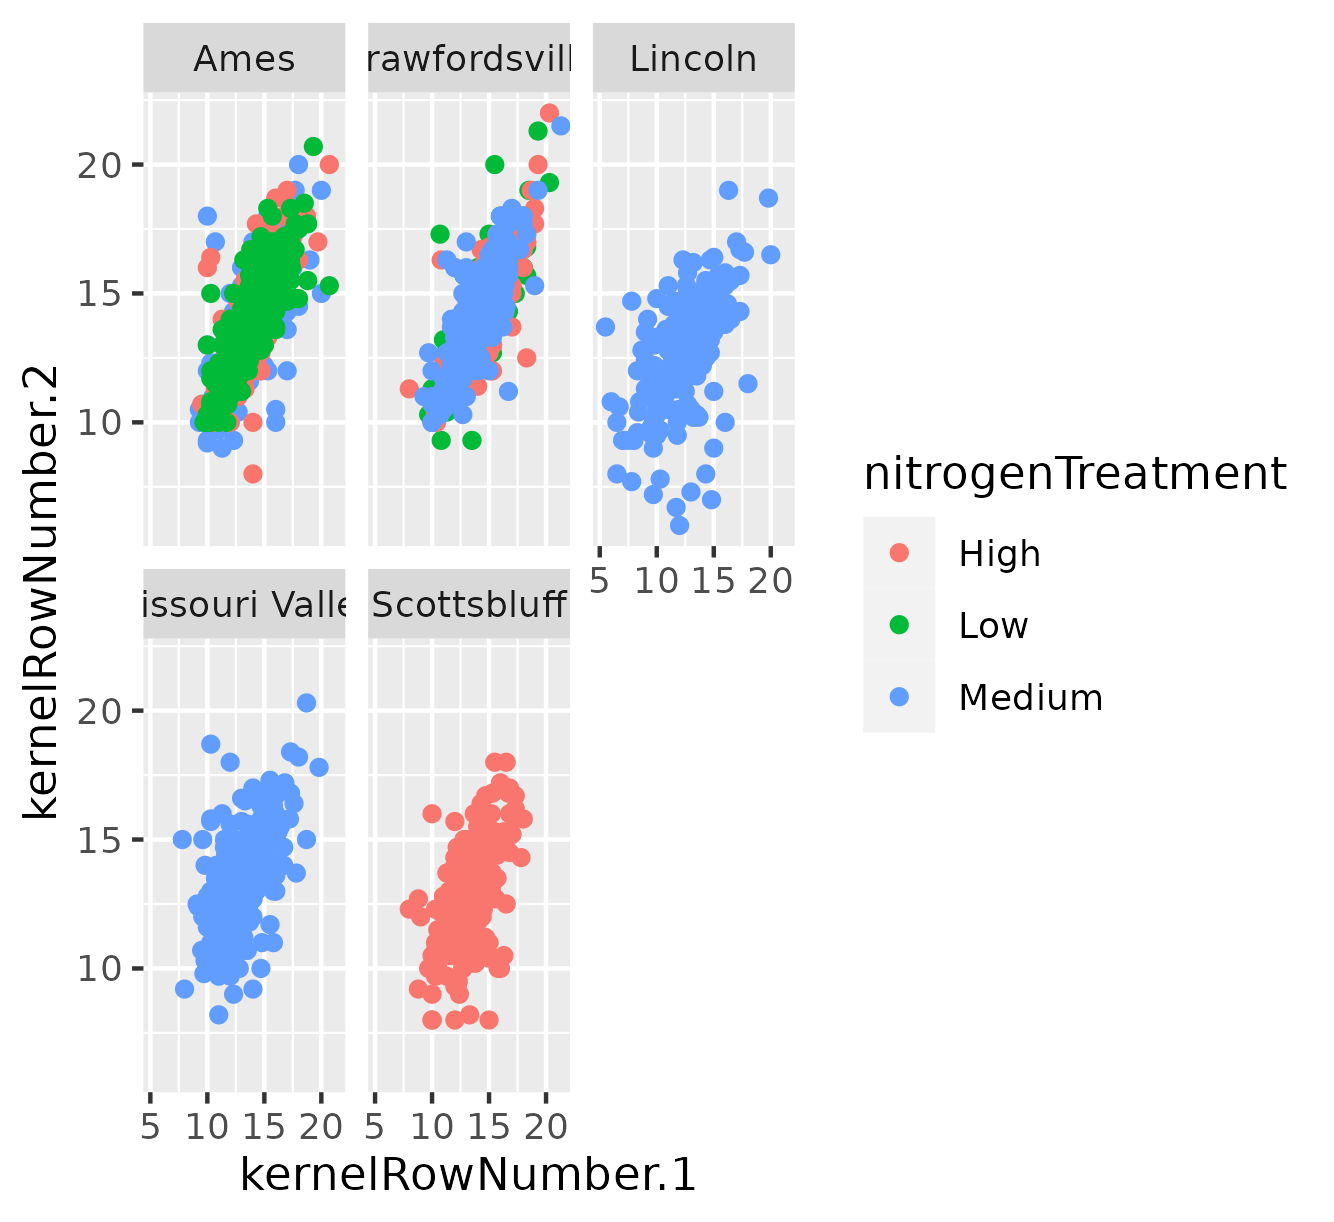 Ames
rawfordsvill
Lincoln
20
15
10
5 10 15 20
issouri Valle
Scottsbluff
20
15
10
5 10 15 20
5 10 15 20
kernelRowNumber.1
kernelRowNumber.2
nitrogenTreatment
High
Low
Medium